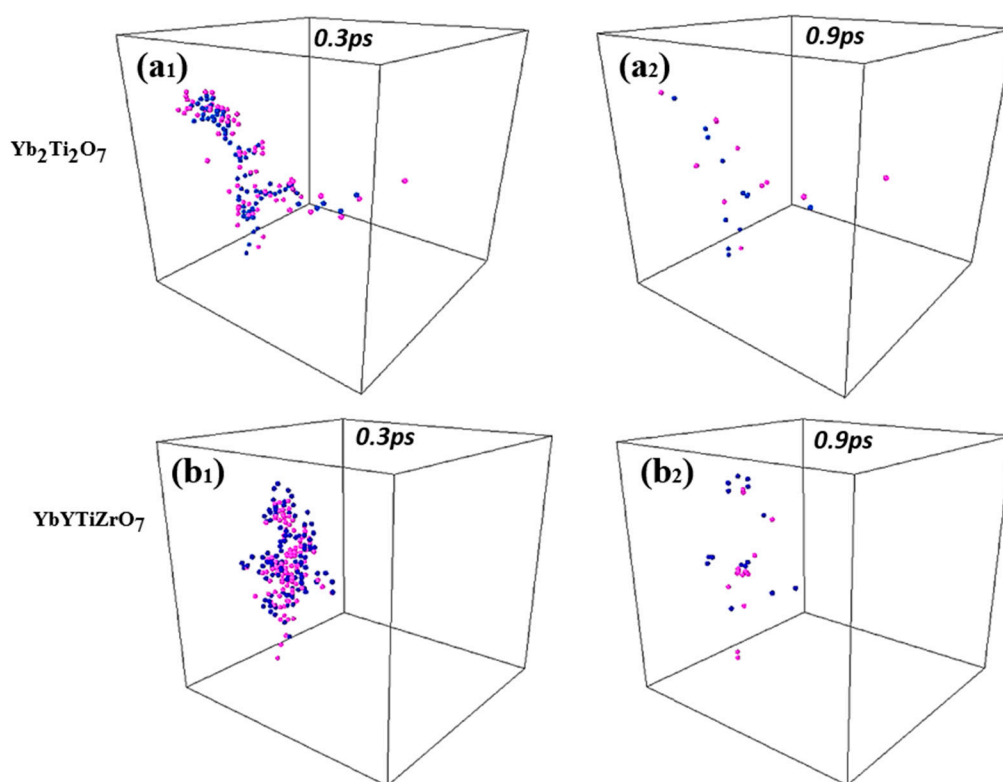 0.3ps
0.9ps
(a₁)
(a₂)
Yb₂Ti₂O₇
0.3ps
0.9ps
(b₁)
(b₂)
YbYTiZrO₇